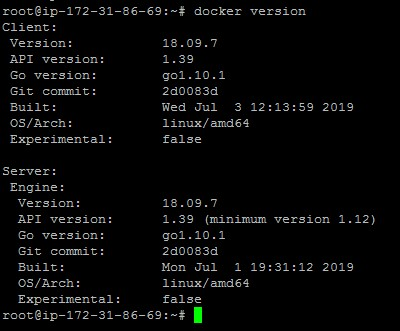 root@ip-172-31-86-69:~# docker version
Client:
 Version:           18.09.7
 API version:       1.39
 Go version:        go1.10.1
 Git commit:        2d0083d
 Built:             Wed Jul  3 12:13:59 2019
 OS/Arch:           linux/amd64
 Experimental:      false

Server:
 Engine:
  Version:          18.09.7
  API version:      1.39 (minimum version 1.12)
  Go version:       go1.10.1
  Git commit:       2d0083d
  Built:            Mon Jul  1 19:31:12 2019
  OS/Arch:          linux/amd64
  Experimental:     false
root@ip-172-31-86-69:~#